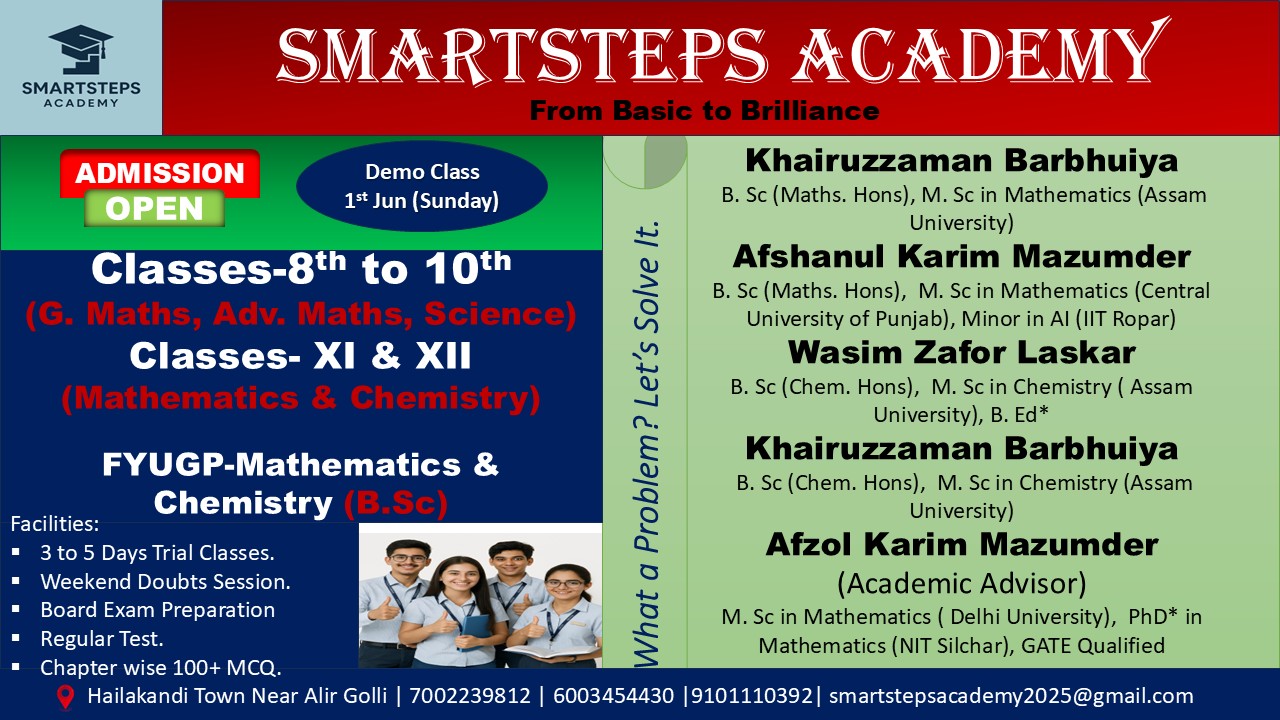 SMARTSTEPS
ACADEMY
SMARTSTEPS ACADEMY
From Basic to Brilliance
ADMISSION
OPEN
Demo Class
1st Jun (Sunday)
Classes-8th to 10th
(G. Maths, Adv. Maths, Science)
Classes- XI & XII
(Mathematics & Chemistry)
FYUGP-Mathematics &
Chemistry (B.Sc)
Facilities:
▪ 3 to 5 Days Trial Classes.
▪ Weekend Doubts Session.
▪ Board Exam Preparation
▪ Regular Test.
▪ Chapter wise 100+ MCQ.
What a Problem? Let's Solve It.
Khairuzzaman Barbhuiya
B. Sc (Maths. Hons), M. Sc in Mathematics (Assam
University)
Afshanul Karim Mazumder
B. Sc (Maths. Hons), M. Sc in Mathematics (Central
University of Punjab), Minor in AI (IIT Ropar)
Wasim Zafor Laskar
B. Sc (Chem. Hons), M. Sc in Chemistry ( Assam
University), B. Ed*
Khairuzzaman Barbhuiya
B. Sc (Chem. Hons), M. Sc in Chemistry (Assam
University)
Afzol Karim Mazumder
(Academic Advisor)
M. Sc in Mathematics ( Delhi University), PhD* in
Mathematics (NIT Silchar), GATE Qualified
Hailakandi Town Near Alir Golli | 7002239812 | 6003454430 |9101110392| smartstepsacademy2025@gmail.com